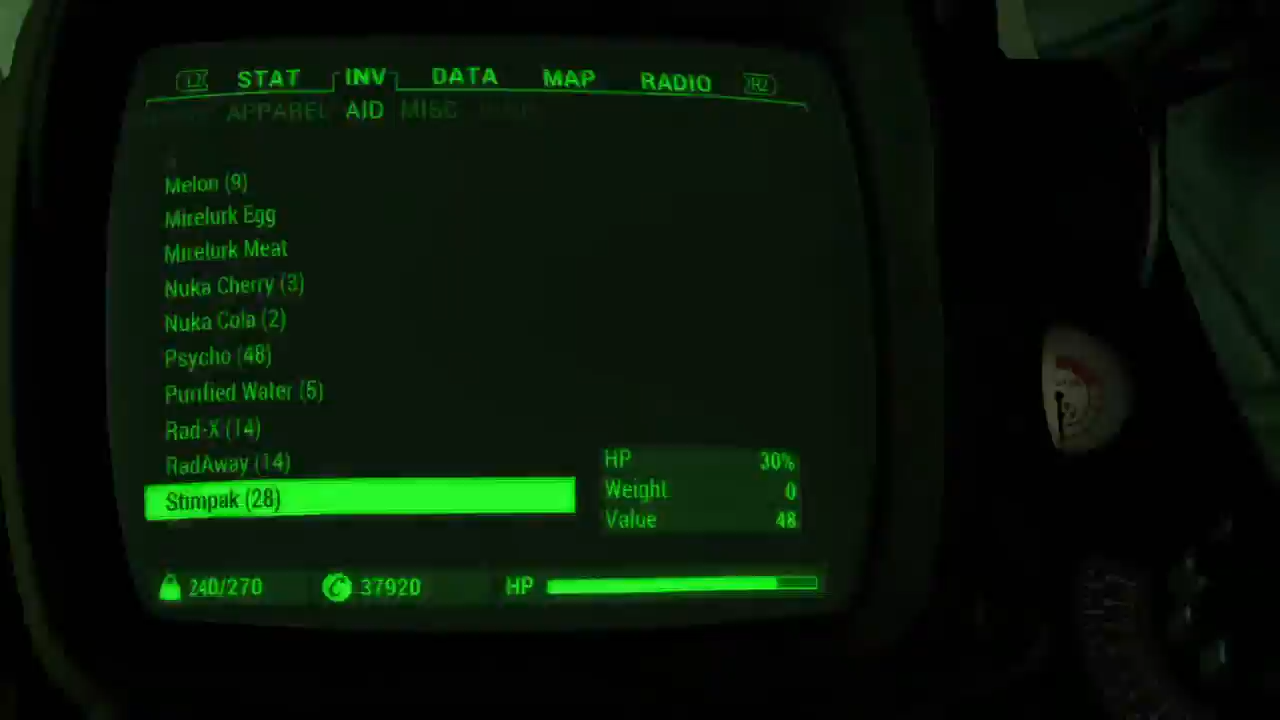 L2 STAT INV DATA MAP RADIO R2
APPAREL AID MISC
Melon (9)
Mirelurk Egg
Mirelurk Meat
Nuka Cherry (3)
Nuka Cola (2)
Psycho (48)
Purified Water (5)
Rad-X (14)
RadAway (14)
Stimpak (28)
HP 30%
Weight 0
Value 48
240/270 37920 HP